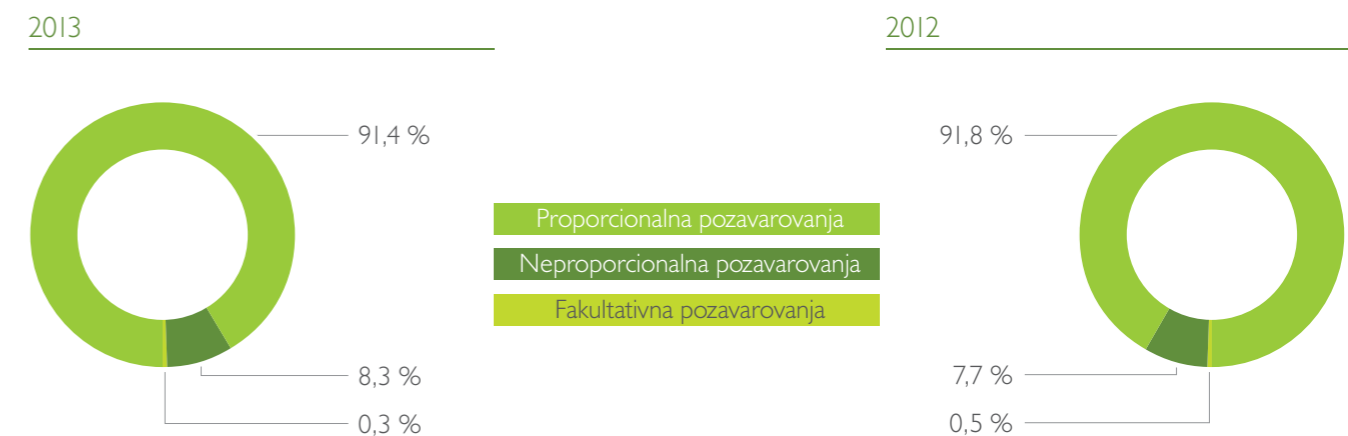 2013
2012
91,4 %
91,8 %
Proporcionalna pozavarovanja
Neproporcionalna pozavarovanja
Fakultativna pozavarovanja
8,3 %
7,7 %
0,3 %
0,5 %